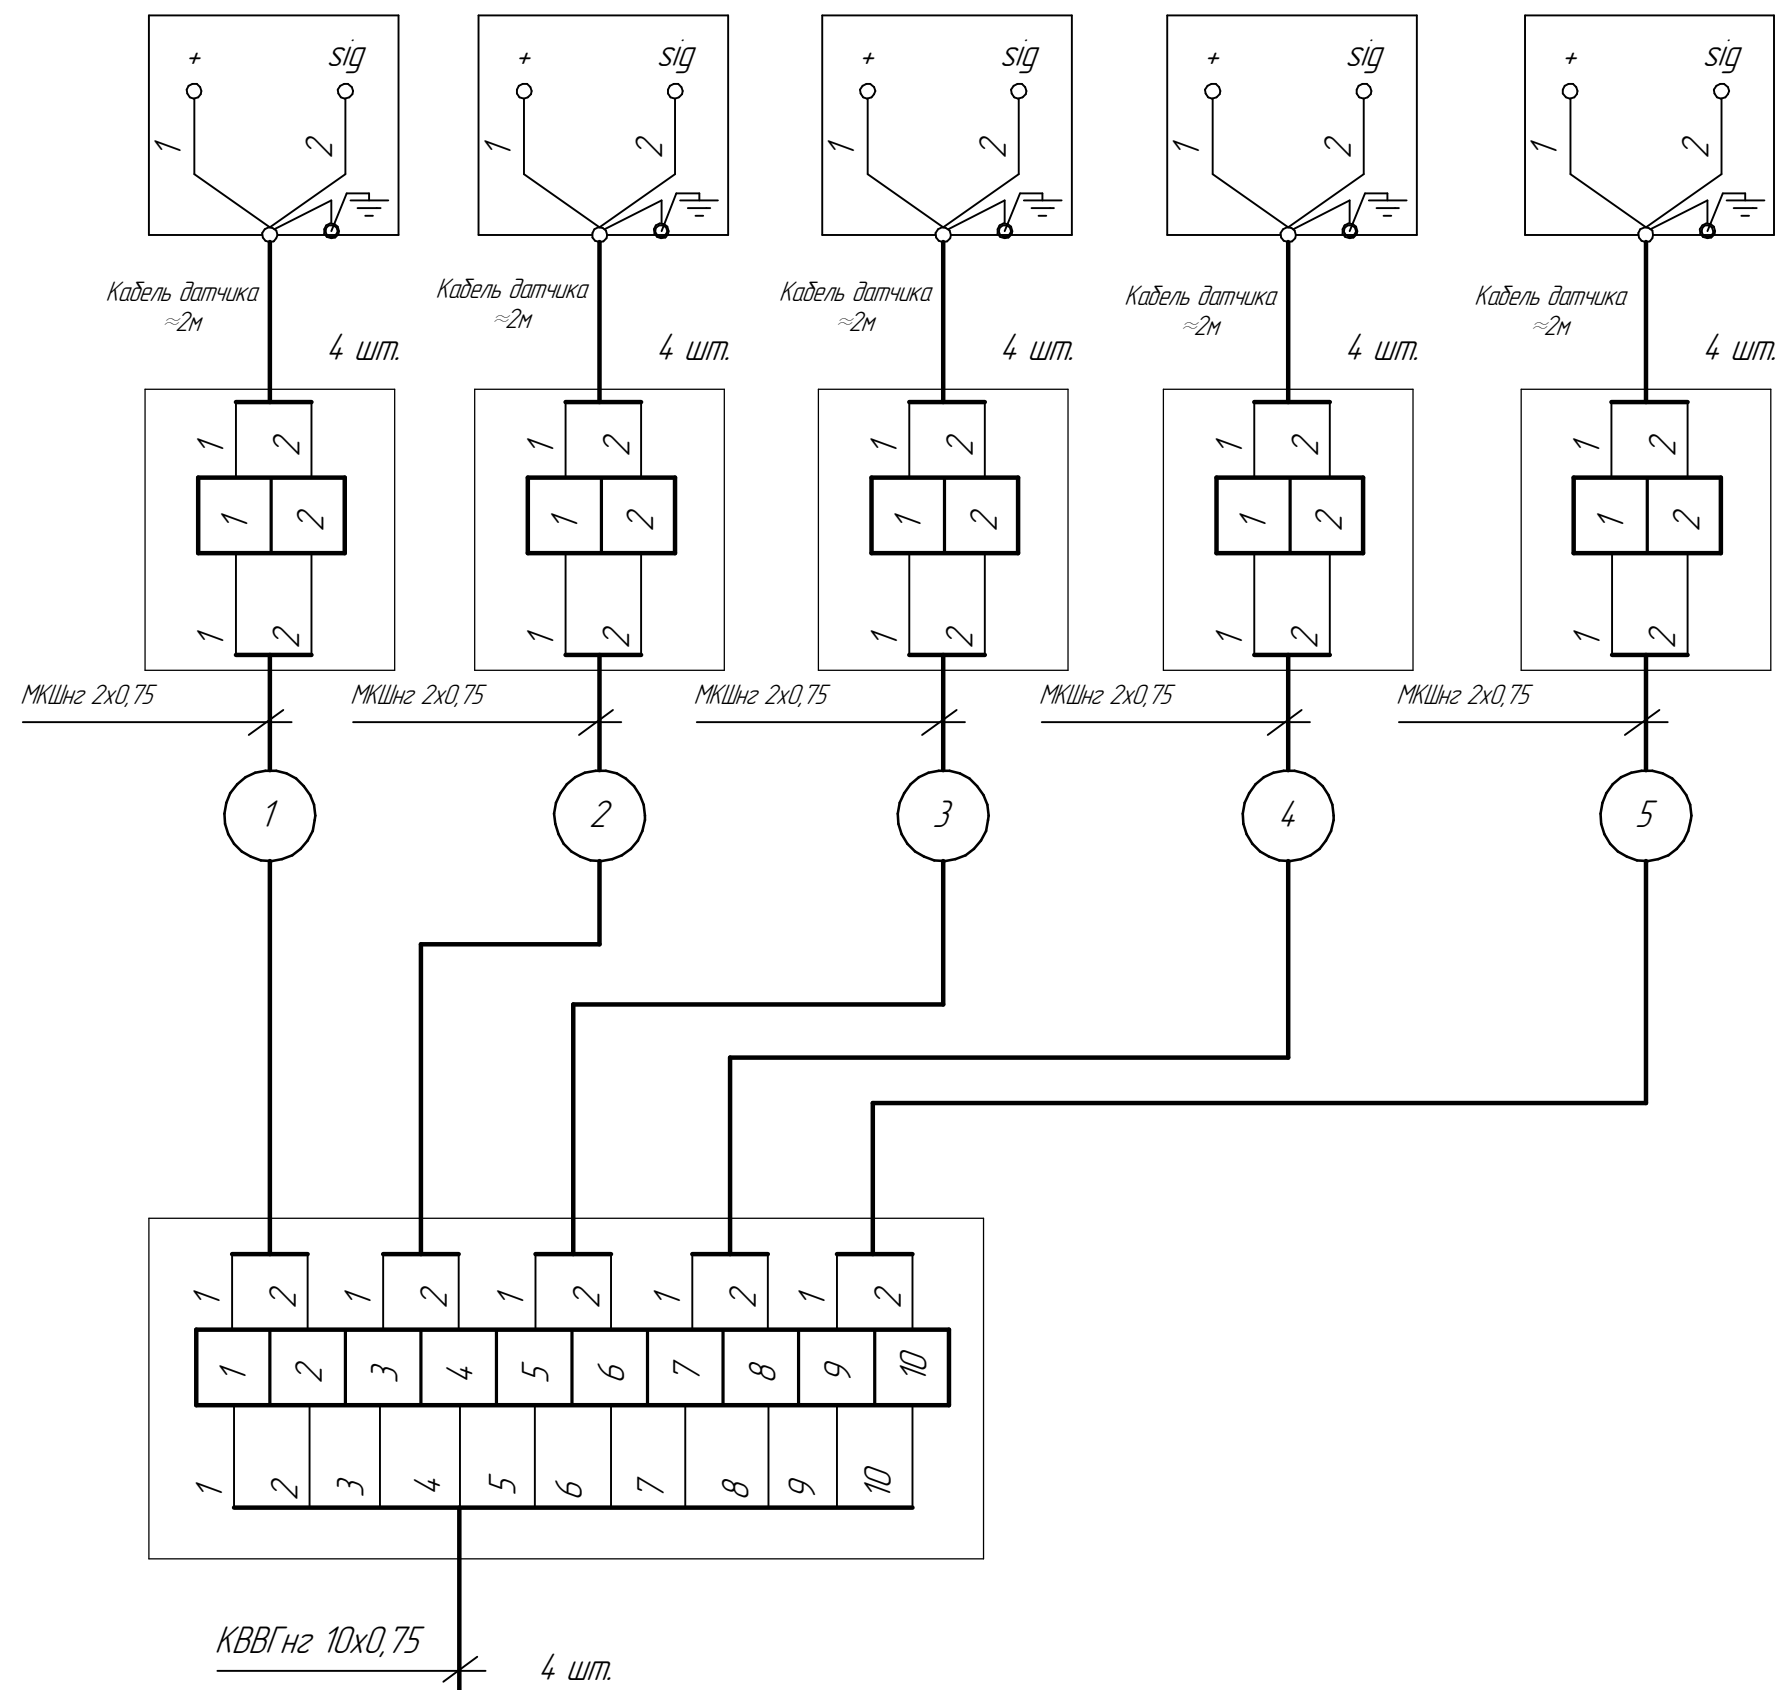 + sig + sig + sig + sig + sig
1 2 1 2 1 2 1 2 1 2
Кабель датчика Кабель датчика Кабель датчика Кабель датчика Кабель датчика
≈2м ≈2м ≈2м ≈2м ≈2м
4 шт. 4 шт. 4 шт. 4 шт. 4 шт.
1 2 1 2 1 2 1 2 1 2
1 2 1 2 1 2 1 2 1 2
1 2 1 2 1 2 1 2 1 2
МКШнг 2х0,75 МКШнг 2х0,75 МКШнг 2х0,75 МКШнг 2х0,75 МКШнг 2х0,75
1 2 3 4 5
1 2 1 2 1 2 1 2 1 2
1 2 3 4 5 6 7 8 9 10
1 2 3 4 5 6 7 8 9 10
КВВГнг 10х0,75
4 шт.